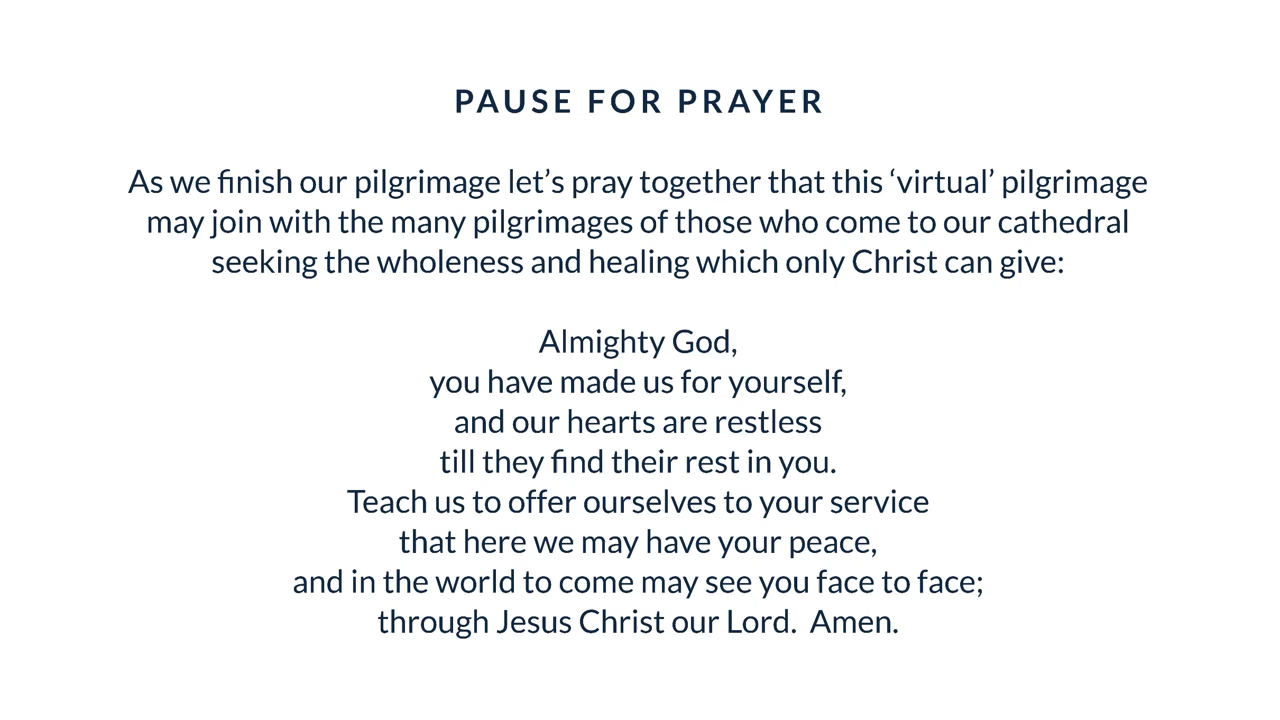 PAUSE FOR PRAYER
As we finish our pilgrimage let’s pray together that this ‘virtual’ pilgrimage
may join with the many pilgrimages of those who come to our cathedral
seeking the wholeness and healing which only Christ can give:
Almighty God,
you have made us for yourself,
and our hearts are restless
till they find their rest in you.
Teach us to offer ourselves to your service
that here we may have your peace,
and in the world to come may see you face to face;
through Jesus Christ our Lord.  Amen.